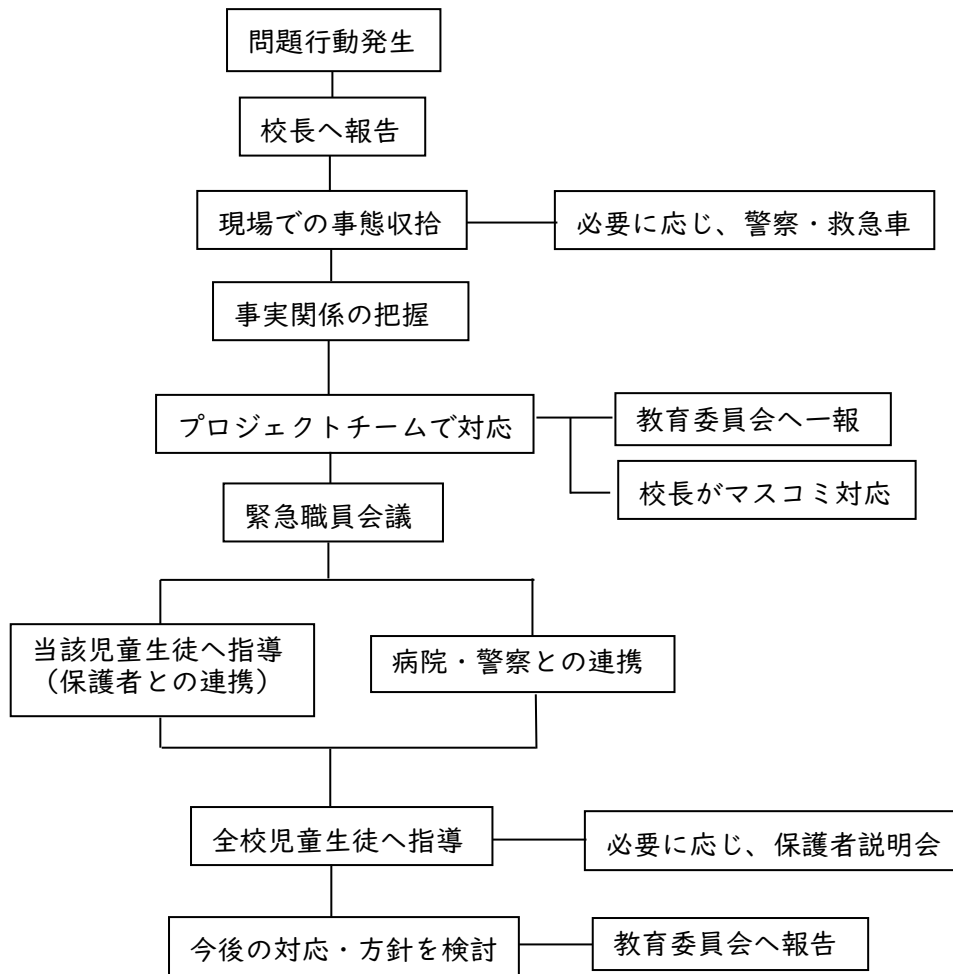 問題行動発生
校長へ報告
現場での事態収拾
必要に応じ、警察・救急車
事実関係の把握
プロジェクトチームで対応
教育委員会へ一報
校長がマスコミ対応
緊急職員会議
当該児童生徒へ指導
（保護者との連携）
病院・警察との連携
全校児童生徒へ指導
必要に応じ、保護者説明会
今後の対応・方針を検討
教育委員会へ報告